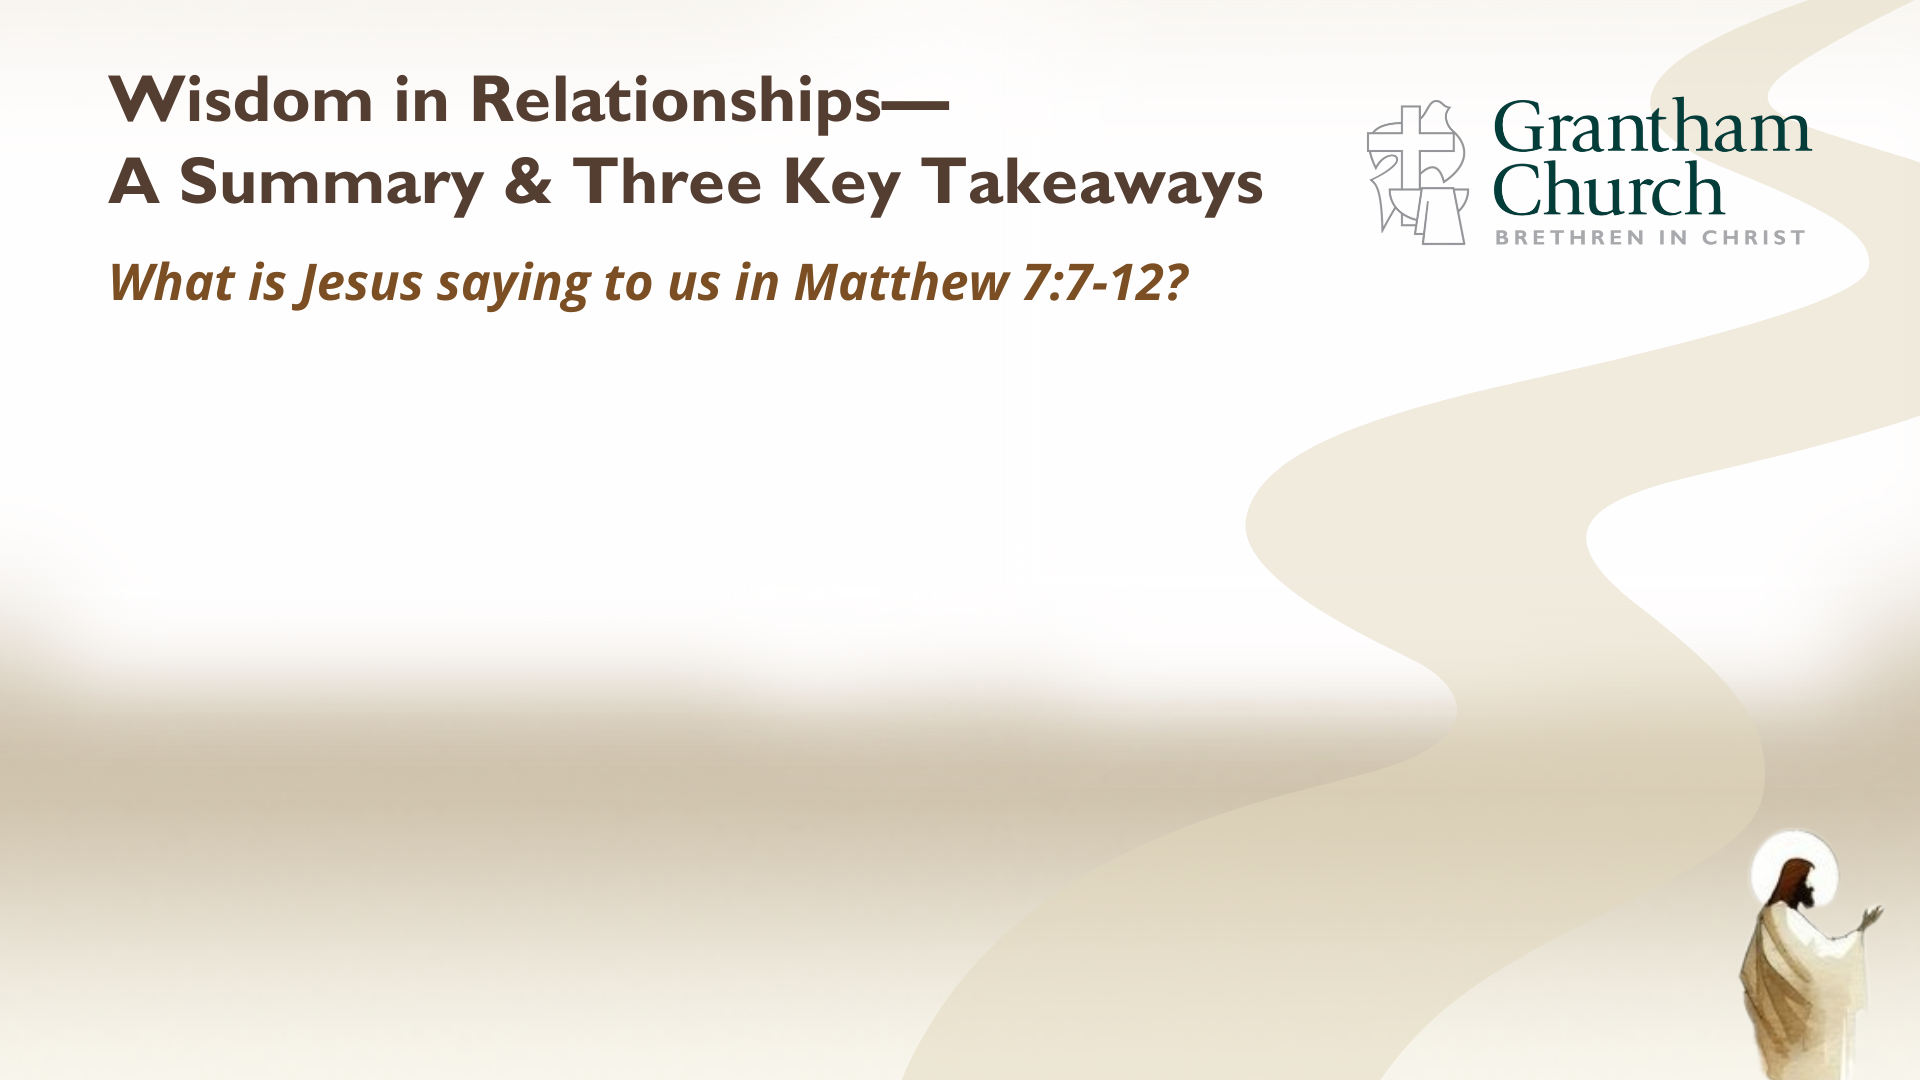 Wisdom in Relationships—
A Summary & Three Key Takeaways
What is Jesus saying to us in Matthew 7:7-12?
Grantham
Church
BRETHREN IN CHRIST